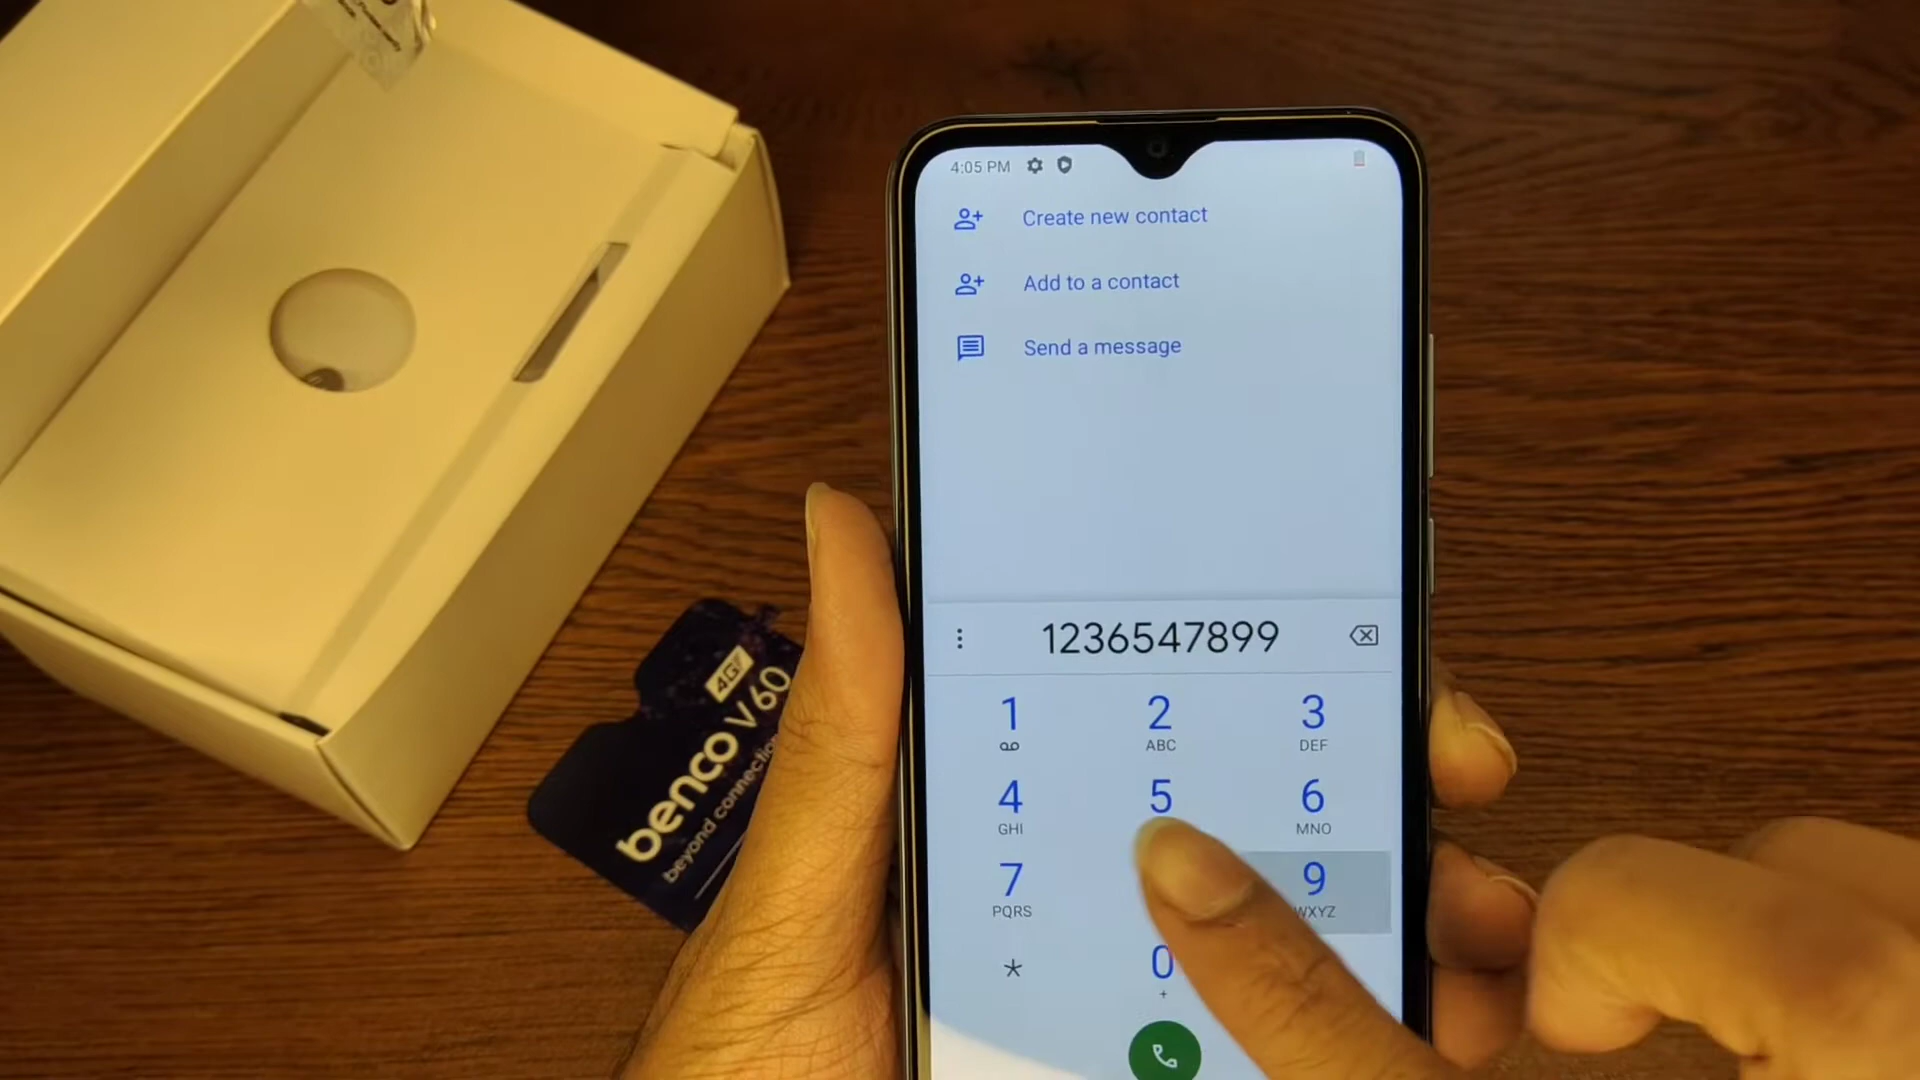 4:05 PM
Create new contact
Add to a contact
Send a message
1236547899
1
2
ABC
3
DEF
4
GHI
5
6
MNO
7
PQRS
9
WXYZ
*
0
+
4G
benco V60
beyond connection